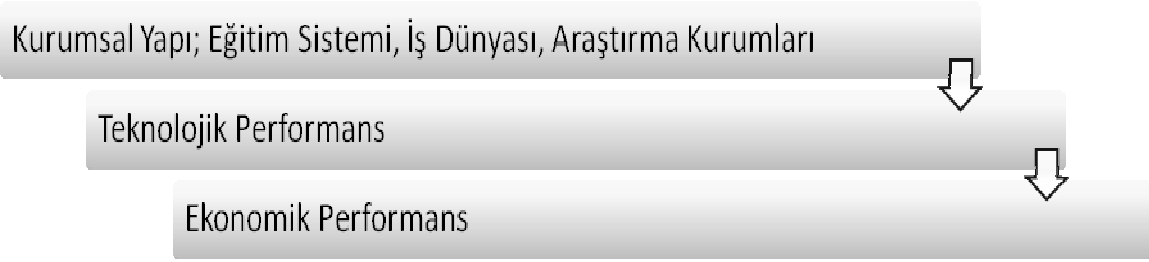 Kurumsal Yapı; Eğitim Sistemi, İş Dünyası, Araştırma Kurumları
Teknolojik Performans
Ekonomik Performans